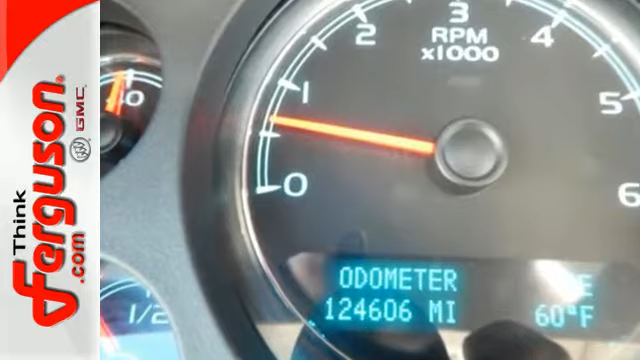 Think
Ferguson
.com
GMC
0
1
2
3
4
5
6
RPM
x1000
1/2
ODOMETER
124606 MI
E
60°F